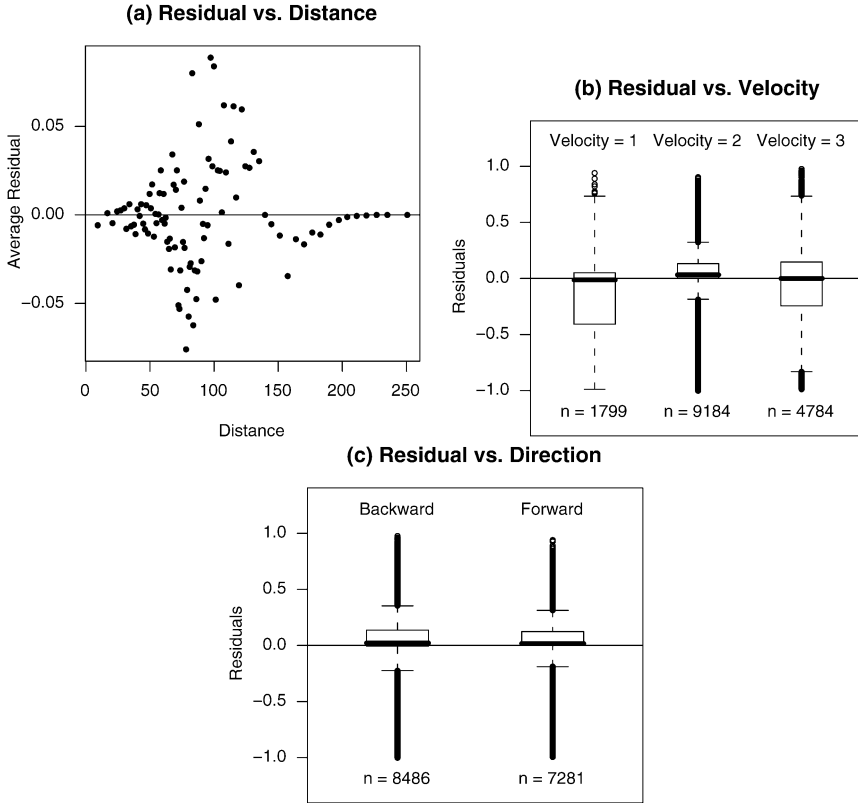 (a) Residual vs. Distance
Average Residual
0.05
0.00
−0.05
0 50 100 150 200 250
Distance
(b) Residual vs. Velocity
Velocity = 1 Velocity = 2 Velocity = 3
Residuals
1.0
0.5
0.0
−0.5
−1.0
n = 1799 n = 9184 n = 4784
(c) Residual vs. Direction
Backward Forward
Residuals
1.0
0.5
0.0
−0.5
−1.0
n = 8486 n = 7281